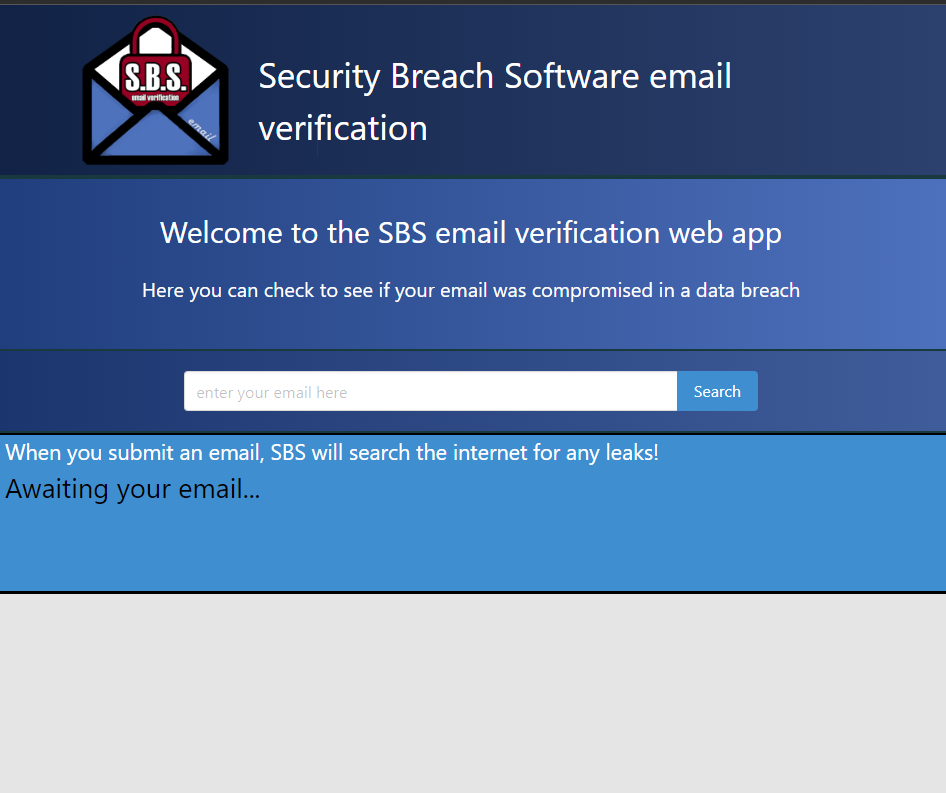 S.B.S.
email verification
email
Security Breach Software email
verification
Welcome to the SBS email verification web app
Here you can check to see if your email was compromised in a data breach
enter your email here
Search
When you submit an email, SBS will search the internet for any leaks!
Awaiting your email...